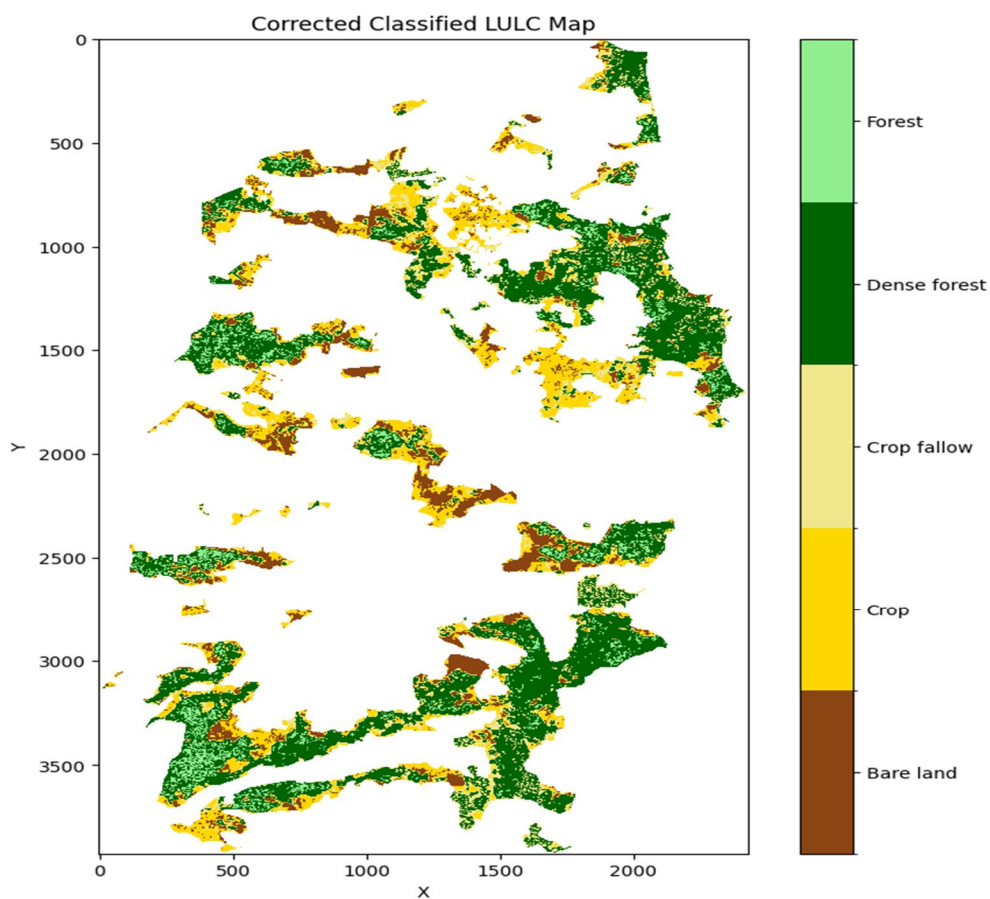 Corrected Classified LULC Map
0
500
1000
1500
2000
2500
3000
3500
Y
0
500
1000
1500
2000
X
Forest
Dense forest
Crop fallow
Crop
Bare land